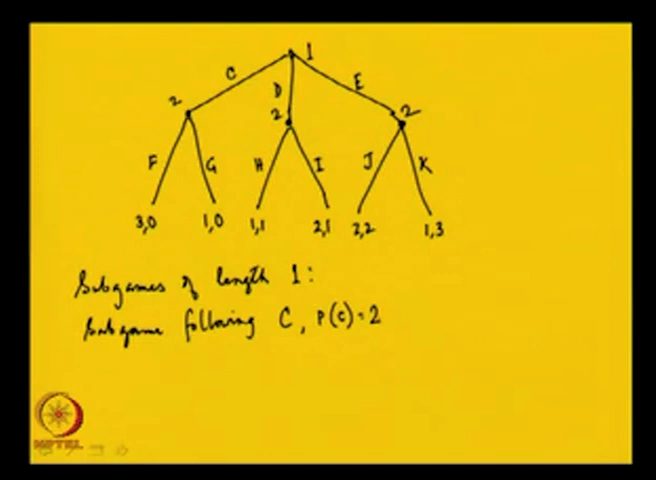 1
C D E
2 2 2
F G H I J K
3,0 1,0 1,1 2,1 2,2 1,3
Subgames of length 1:
Subgame following C, P(C)=2
NPTEL